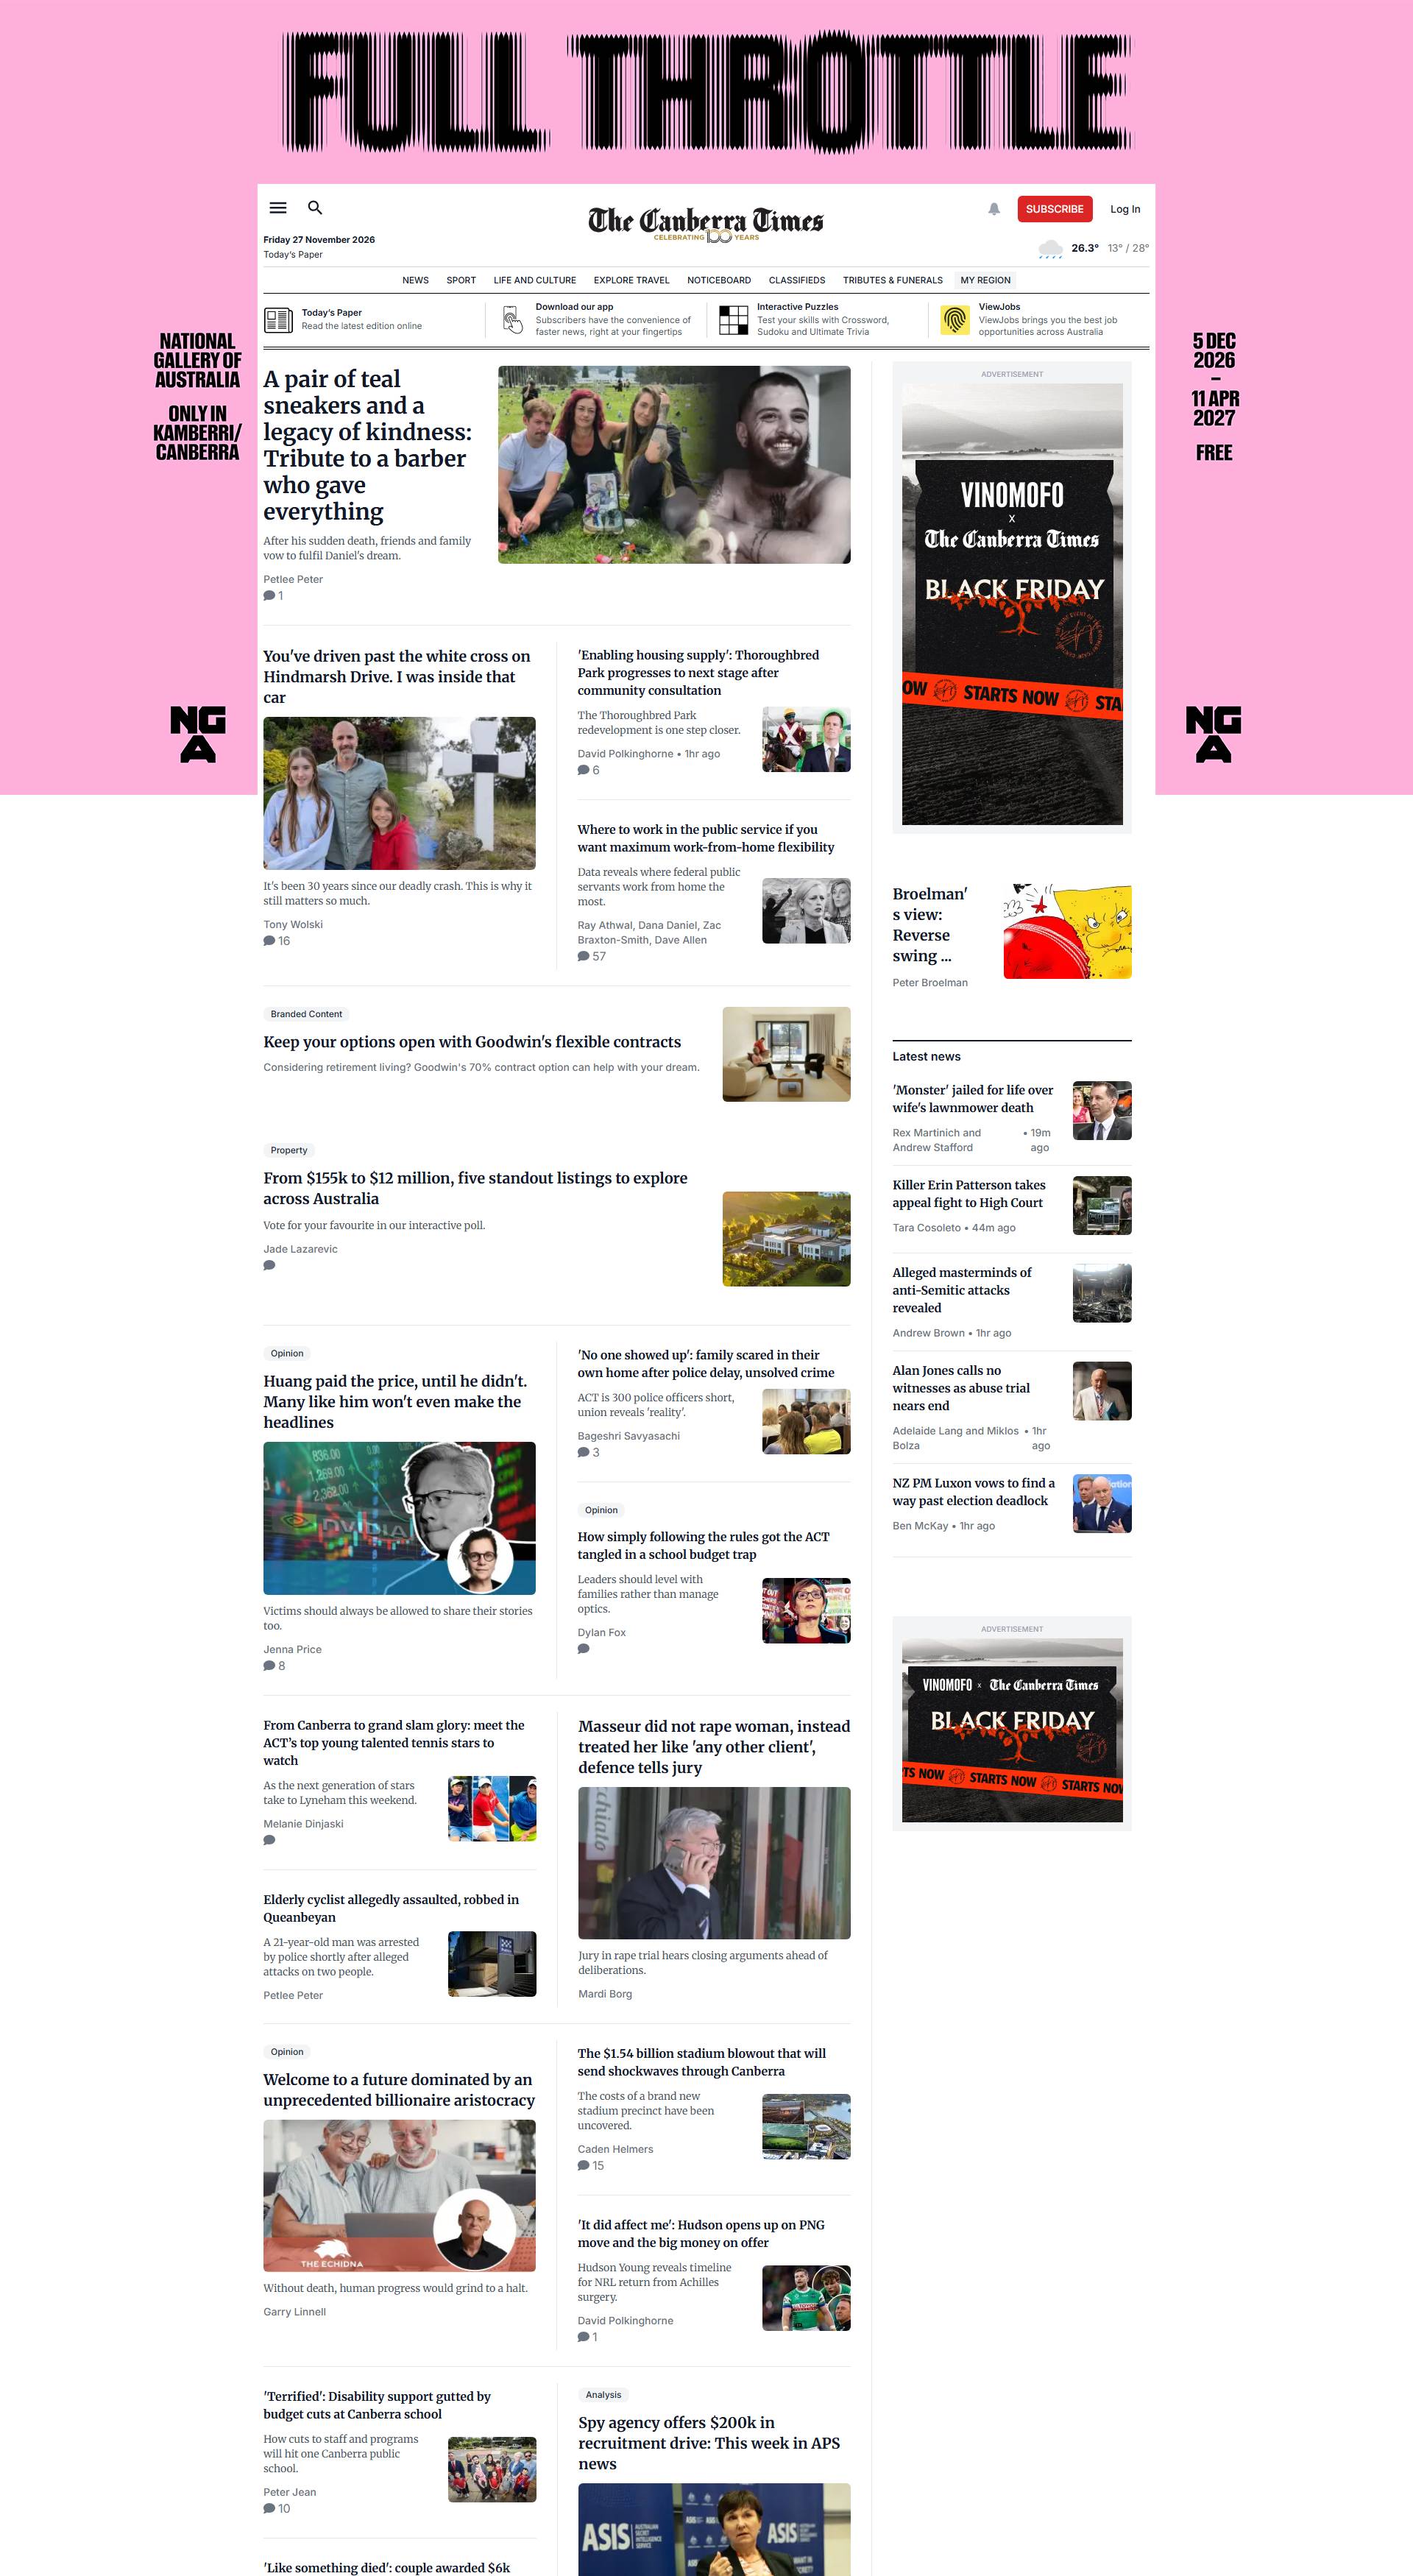 FULL THROTTLE
NATIONAL
GALLERY OF
AUSTRALIA
ONLY IN
KAMBERRI/
CANBERRA
NG
A
5 DEC
2026
–
11 APR
2027
FREE
NG
A
The Canberra Times
CELEBRATING 100 YEARS
SUBSCRIBE
Log In
Friday 27 November 2026
Today's Paper
26.3° 13° / 28°
NEWS SPORT LIFE AND CULTURE EXPLORE TRAVEL NOTICEBOARD CLASSIFIEDS TRIBUTES & FUNERALS MY REGION
Today's Paper
Read the latest edition online
Download our app
Subscribers have the convenience of
faster news, right at your fingertips
Interactive Puzzles
Test your skills with Crossword,
Sudoku and Ultimate Trivia
ViewJobs
ViewJobs brings you the best job
opportunities across Australia
A pair of teal
sneakers and a
legacy of kindness:
Tribute to a barber
who gave
everything
After his sudden death, friends and family
vow to fulfil Daniel's dream.
Petlee Peter
1
You've driven past the white cross on
Hindmarsh Drive. I was inside that
car
It's been 30 years since our deadly crash. This is why it
still matters so much.
Tony Wolski
16
'Enabling housing supply': Thoroughbred
Park progresses to next stage after
community consultation
The Thoroughbred Park
redevelopment is one step closer.
David Polkinghorne • 1hr ago
6
Where to work in the public service if you
want maximum work-from-home flexibility
Data reveals where federal public
servants work from home the
most.
Ray Athwal, Dana Daniel, Zac
Braxton-Smith, Dave Allen
57
Branded Content
Keep your options open with Goodwin's flexible contracts
Considering retirement living? Goodwin's 70% contract option can help with your dream.
Property
From $155k to $12 million, five standout listings to explore
across Australia
Vote for your favourite in our interactive poll.
Jade Lazarevic
Opinion
Huang paid the price, until he didn't.
Many like him won't even make the
headlines
836.00
0.00
1,269.00
2,362.00
NVIDIA
Victims should always be allowed to share their stories
too.
Jenna Price
8
'No one showed up': family scared in their
own home after police delay, unsolved crime
ACT is 300 police officers short,
union reveals 'reality'.
Bageshri Savyasachi
3
Opinion
How simply following the rules got the ACT
tangled in a school budget trap
Leaders should level with
families rather than manage
optics.
Dylan Fox
From Canberra to grand slam glory: meet the
ACT's top young talented tennis stars to
watch
As the next generation of stars
take to Lyneham this weekend.
Melanie Dinjaski
Elderly cyclist allegedly assaulted, robbed in
Queanbeyan
A 21-year-old man was arrested
by police shortly after alleged
attacks on two people.
Petlee Peter
Masseur did not rape woman, instead
treated her like 'any other client',
defence tells jury
Jury in rape trial hears closing arguments ahead of
deliberations.
Mardi Borg
Opinion
Welcome to a future dominated by an
unprecedented billionaire aristocracy
THE ECHIDNA
Without death, human progress would grind to a halt.
Garry Linnell
The $1.54 billion stadium blowout that will
send shockwaves through Canberra
The costs of a brand new
stadium precinct have been
uncovered.
Caden Helmers
15
'It did affect me': Hudson opens up on PNG
move and the big money on offer
Hudson Young reveals timeline
for NRL return from Achilles
surgery.
David Polkinghorne
1
'Terrified': Disability support gutted by
budget cuts at Canberra school
How cuts to staff and programs
will hit one Canberra public
school.
Peter Jean
10
'Like something died': couple awarded $6k
Analysis
Spy agency offers $200k in
recruitment drive: This week in APS
news
ASIS
AUSTRALIAN
SECRET
INTELLIGENCE
SERVICE
ASIS
ADVERTISEMENT
VINOMOFO
X
The Canberra Times
BLACK FRIDAY
OW STARTS NOW STA
Broelman'
s view:
Reverse
swing ...
Peter Broelman
Latest news
'Monster' jailed for life over
wife's lawnmower death
Rex Martinich and
Andrew Stafford
• 19m
ago
Killer Erin Patterson takes
appeal fight to High Court
Tara Cosoleto • 44m ago
Alleged masterminds of
anti-Semitic attacks
revealed
Andrew Brown • 1hr ago
Alan Jones calls no
witnesses as abuse trial
nears end
Adelaide Lang and Miklos
Bolza
• 1hr
ago
NZ PM Luxon vows to find a
way past election deadlock
Ben McKay • 1hr ago
ADVERTISEMENT
VINOMOFO x The Canberra Times
BLACK FRIDAY
TS NOW STARTS NOW STARTS NOW